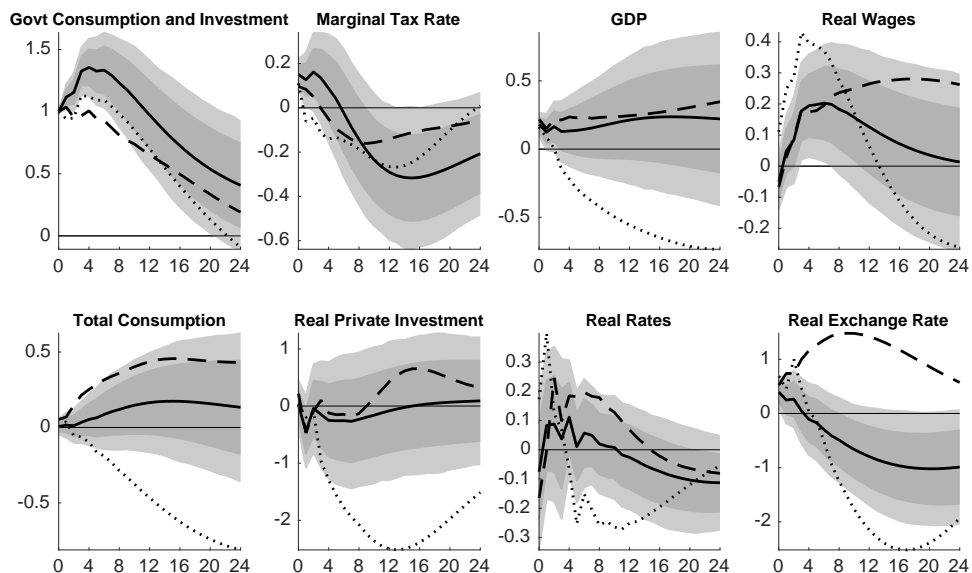 Govt Consumption and Investment
1.5
1
0.5
0
0 4 8 12 16 20 24
Marginal Tax Rate
0.2
0
-0.2
-0.4
-0.6
0 4 8 12 16 20 24
GDP
0.5
0
-0.5
0 4 8 12 16 20 24
Real Wages
0.4
0.3
0.2
0.1
0
-0.1
-0.2
0 4 8 12 16 20 24
Total Consumption
0.5
0
-0.5
0 4 8 12 16 20 24
Real Private Investment
1
0
-1
-2
0 4 8 12 16 20 24
Real Rates
0.3
0.2
0.1
0
-0.1
-0.2
-0.3
0 4 8 12 16 20 24
Real Exchange Rate
1
0
-1
-2
0 4 8 12 16 20 24